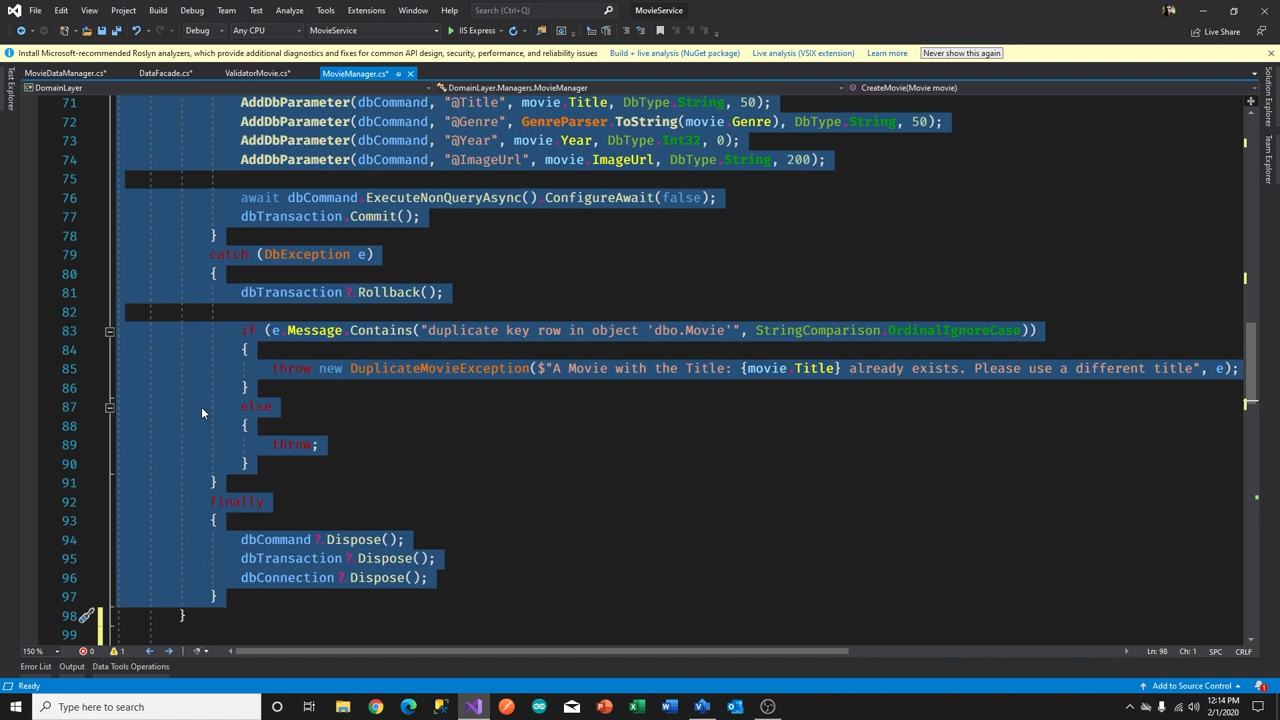 File Edit View Project Build Debug Team Test Analyze Tools Extensions Window Help Search (Ctrl+Q) MovieService
Debug Any CPU MovieService IIS Express Live Share
Install Microsoft-recommended Roslyn analyzers, which provide additional diagnostics and fixes for common API design, security, performance, and reliability issues Build + live analysis (NuGet package) Live analysis (VSIX extension) Learn more Never show this again
MovieDataManager.cs* DataFacade.cs* ValidatorMovie.cs* MovieManager.cs*
DomainLayer DomainLayer.Managers.MovieManager CreateMovie(Movie movie)
Test Explorer
Solution Explorer
Team Explorer
71 AddDbParameter(dbCommand, "@Title", movie.Title, DbType.String, 50);
72 AddDbParameter(dbCommand, "@Genre", GenreParser.ToString(movie.Genre), DbType.String, 50);
73 AddDbParameter(dbCommand, "@Year", movie.Year, DbType.Int32, 0);
74 AddDbParameter(dbCommand, "@ImageUrl", movie.ImageUrl, DbType.String, 200);
75
76 await dbCommand.ExecuteNonQueryAsync().ConfigureAwait(false);
77 dbTransaction.Commit();
78 }
79 catch (DbException e)
80 {
81 dbTransaction?.Rollback();
82
83 if (e.Message.Contains("duplicate key row in object 'dbo.Movie'", StringComparison.OrdinalIgnoreCase))
84 {
85 throw new DuplicateMovieException($"A Movie with the Title: {movie.Title} already exists. Please use a different title", e);
86 }
87 else
88 {
89 throw;
90 }
91 }
92 finally
93 {
94 dbCommand?.Dispose();
95 dbTransaction?.Dispose();
96 dbConnection?.Dispose();
97 }
98 }
99
150 % 0 1 Ln: 98 Ch: 1 SPC CRLF
Error List Output Data Tools Operations
Ready Add to Source Control 1
Type here to search 12:14 PM
2/1/2020